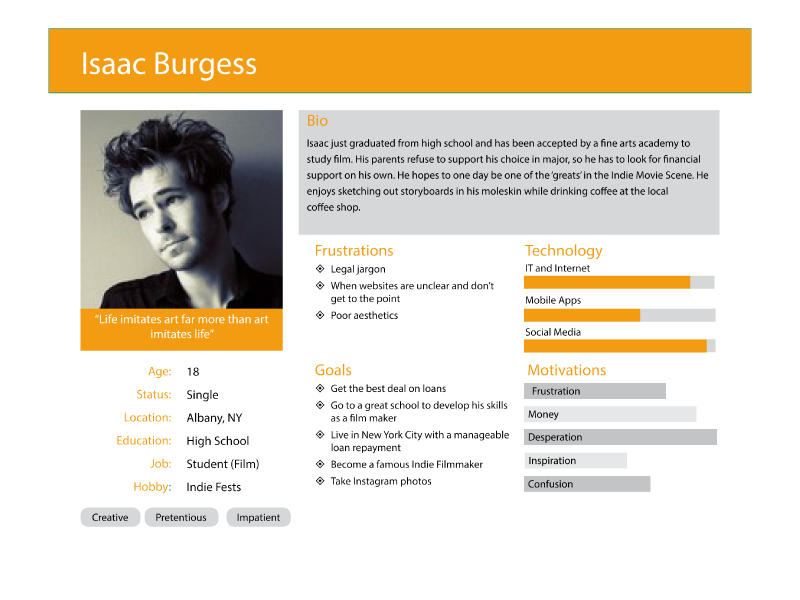 Isaac Burgess
Bio
Isaac just graduated from high school and has been accepted by a fine arts academy to
study film. His parents refuse to support his choice in major, so he has to look for financial
support on his own. He hopes to one day be one of the 'greats' in the Indie Movie Scene. He
enjoys sketching out storyboards in his moleskin while drinking coffee at the local
coffee shop.
"Life imitates art far more than art
imitates life"
Age: 18
Status: Single
Location: Albany, NY
Education: High School
Job: Student (Film)
Hobby: Indie Fests
Creative Pretentious Impatient
Frustrations
Legal jargon
When websites are unclear and don't
get to the point
Poor aesthetics
Goals
Get the best deal on loans
Go to a great school to develop his skills
as a film maker
Live in New York City with a manageable
loan repayment
Become a famous Indie Filmmaker
Take Instagram photos
Technology
IT and Internet
Mobile Apps
Social Media
Motivations
Frustration
Money
Desperation
Inspiration
Confusion